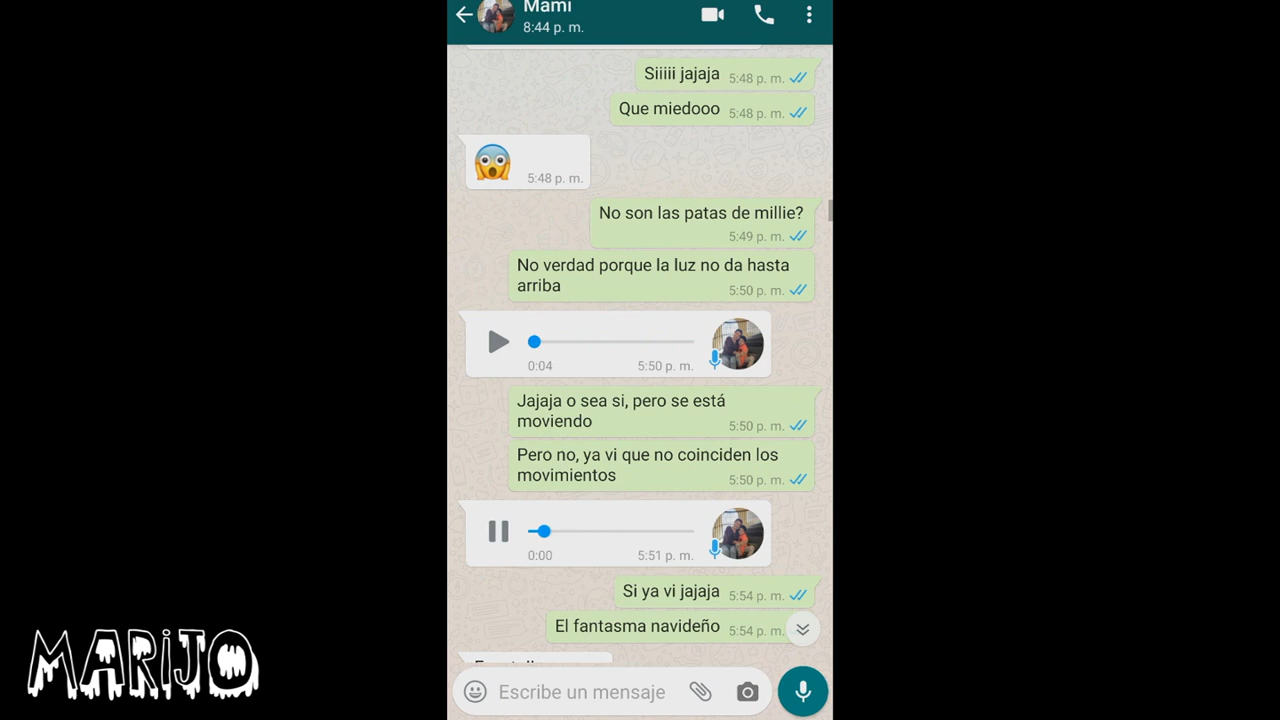 Mami
8:44 p. m.
Siiiii jajaja 5:48 p. m.
Que miedooo 5:48 p. m.
5:48 p. m.
No son las patas de millie?
5:49 p. m.
No verdad porque la luz no da hasta
arriba 5:50 p. m.
0:04 5:50 p. m.
Jajaja o sea si, pero se está
moviendo 5:50 p. m.
Pero no, ya vi que no coinciden los
movimientos 5:50 p. m.
0:00 5:51 p. m.
Si ya vi jajaja 5:54 p. m.
El fantasma navideño 5:54 p. m.
Escribe un mensaje
MARiJO